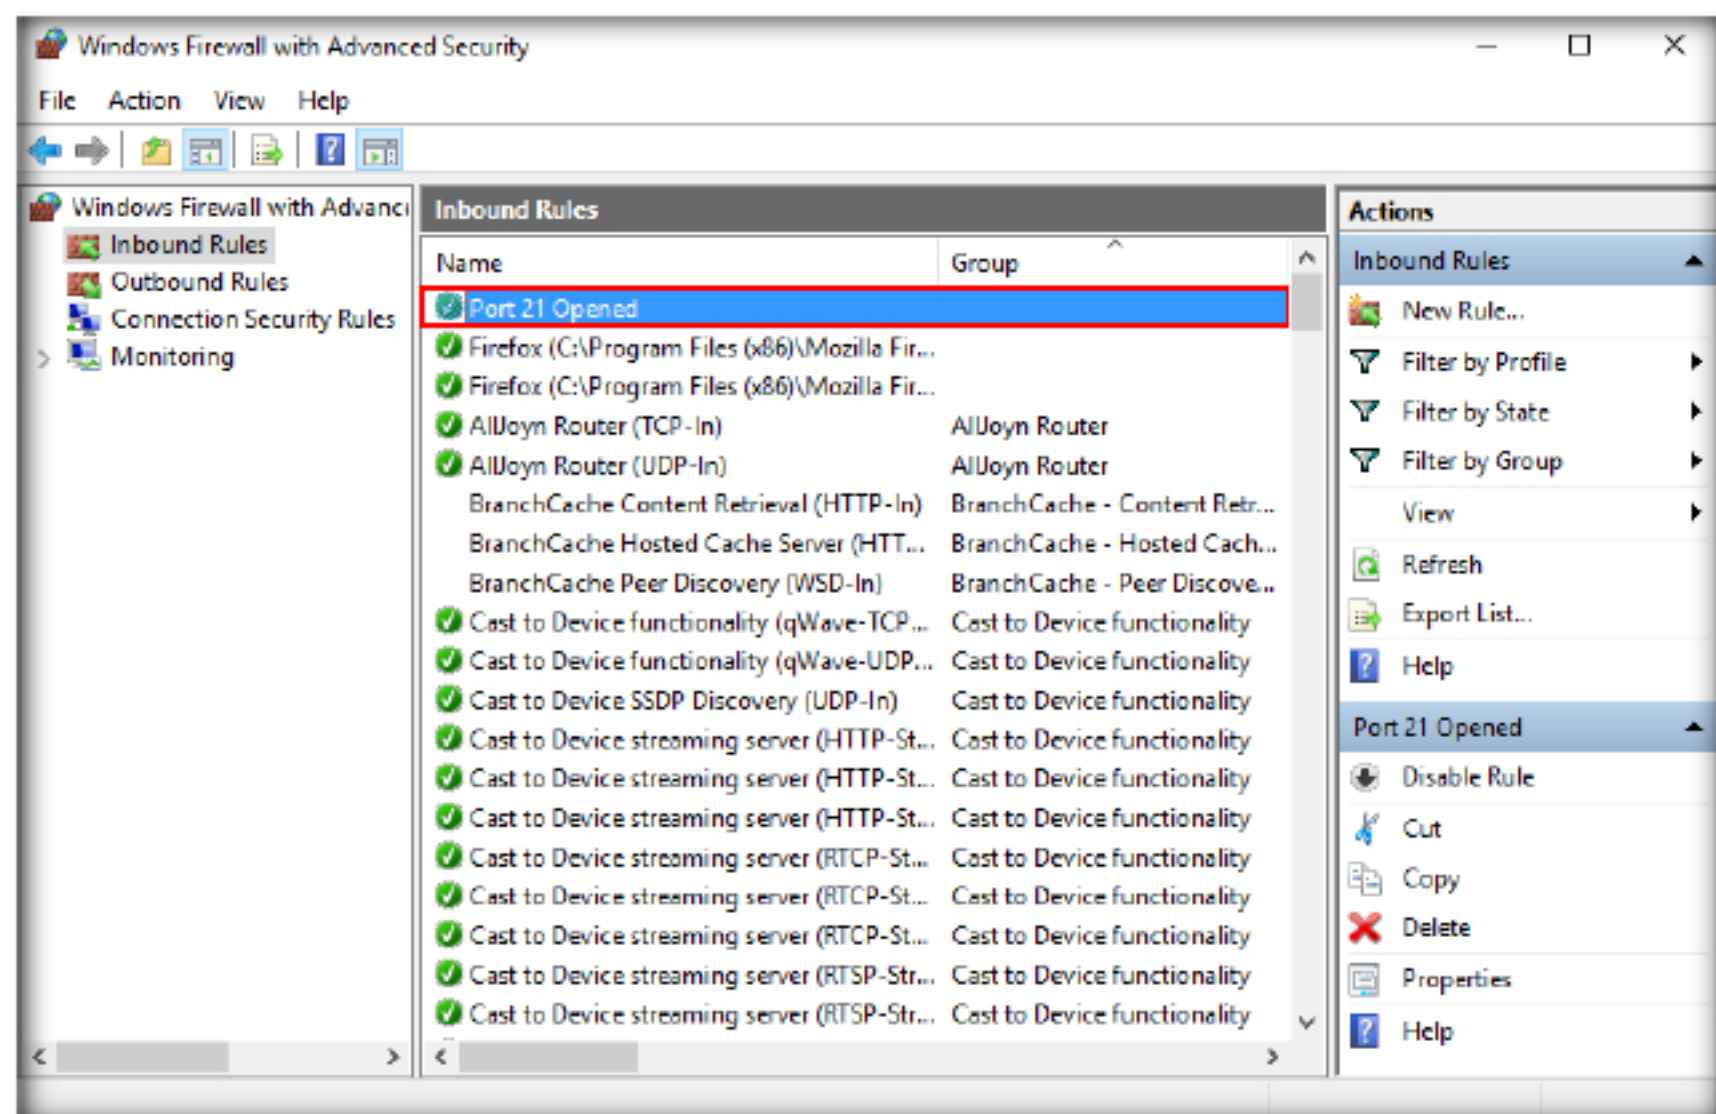 Windows Firewall with Advanced Security
File Action View Help
Windows Firewall with Advanc
Inbound Rules
Outbound Rules
Connection Security Rules
Monitoring
Inbound Rules
Name Group
Port 21 Opened
Firefox (C:\Program Files (x86)\Mozilla Fir...
Firefox (C:\Program Files (x86)\Mozilla Fir...
AllJoyn Router (TCP-In) AllJoyn Router
AllJoyn Router (UDP-In) AllJoyn Router
BranchCache Content Retrieval (HTTP-In) BranchCache - Content Retr...
BranchCache Hosted Cache Server (HTT... BranchCache - Hosted Cach...
BranchCache Peer Discovery (WSD-In) BranchCache - Peer Discove...
Cast to Device functionality (qWave-TCP... Cast to Device functionality
Cast to Device functionality (qWave-UDP... Cast to Device functionality
Cast to Device SSDP Discovery (UDP-In) Cast to Device functionality
Cast to Device streaming server (HTTP-St... Cast to Device functionality
Cast to Device streaming server (HTTP-St... Cast to Device functionality
Cast to Device streaming server (HTTP-St... Cast to Device functionality
Cast to Device streaming server (RTCP-St... Cast to Device functionality
Cast to Device streaming server (RTCP-St... Cast to Device functionality
Cast to Device streaming server (RTCP-St... Cast to Device functionality
Cast to Device streaming server (RTSP-Str... Cast to Device functionality
Cast to Device streaming server (RTSP-Str... Cast to Device functionality
Actions
Inbound Rules
New Rule...
Filter by Profile
Filter by State
Filter by Group
View
Refresh
Export List...
Help
Port 21 Opened
Disable Rule
Cut
Copy
Delete
Properties
Help